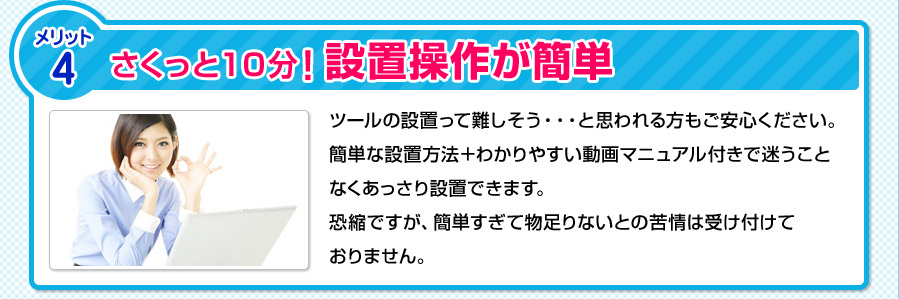 メリット
4
さくっと10分！設置操作が簡単
ツールの設置って難しそう・・・と思われる方もご安心ください。
簡単な設置方法＋わかりやすい動画マニュアル付きで迷うこと
なくあっさり設置できます。
恐縮ですが、簡単すぎて物足りないとの苦情は受け付けて
おりません。